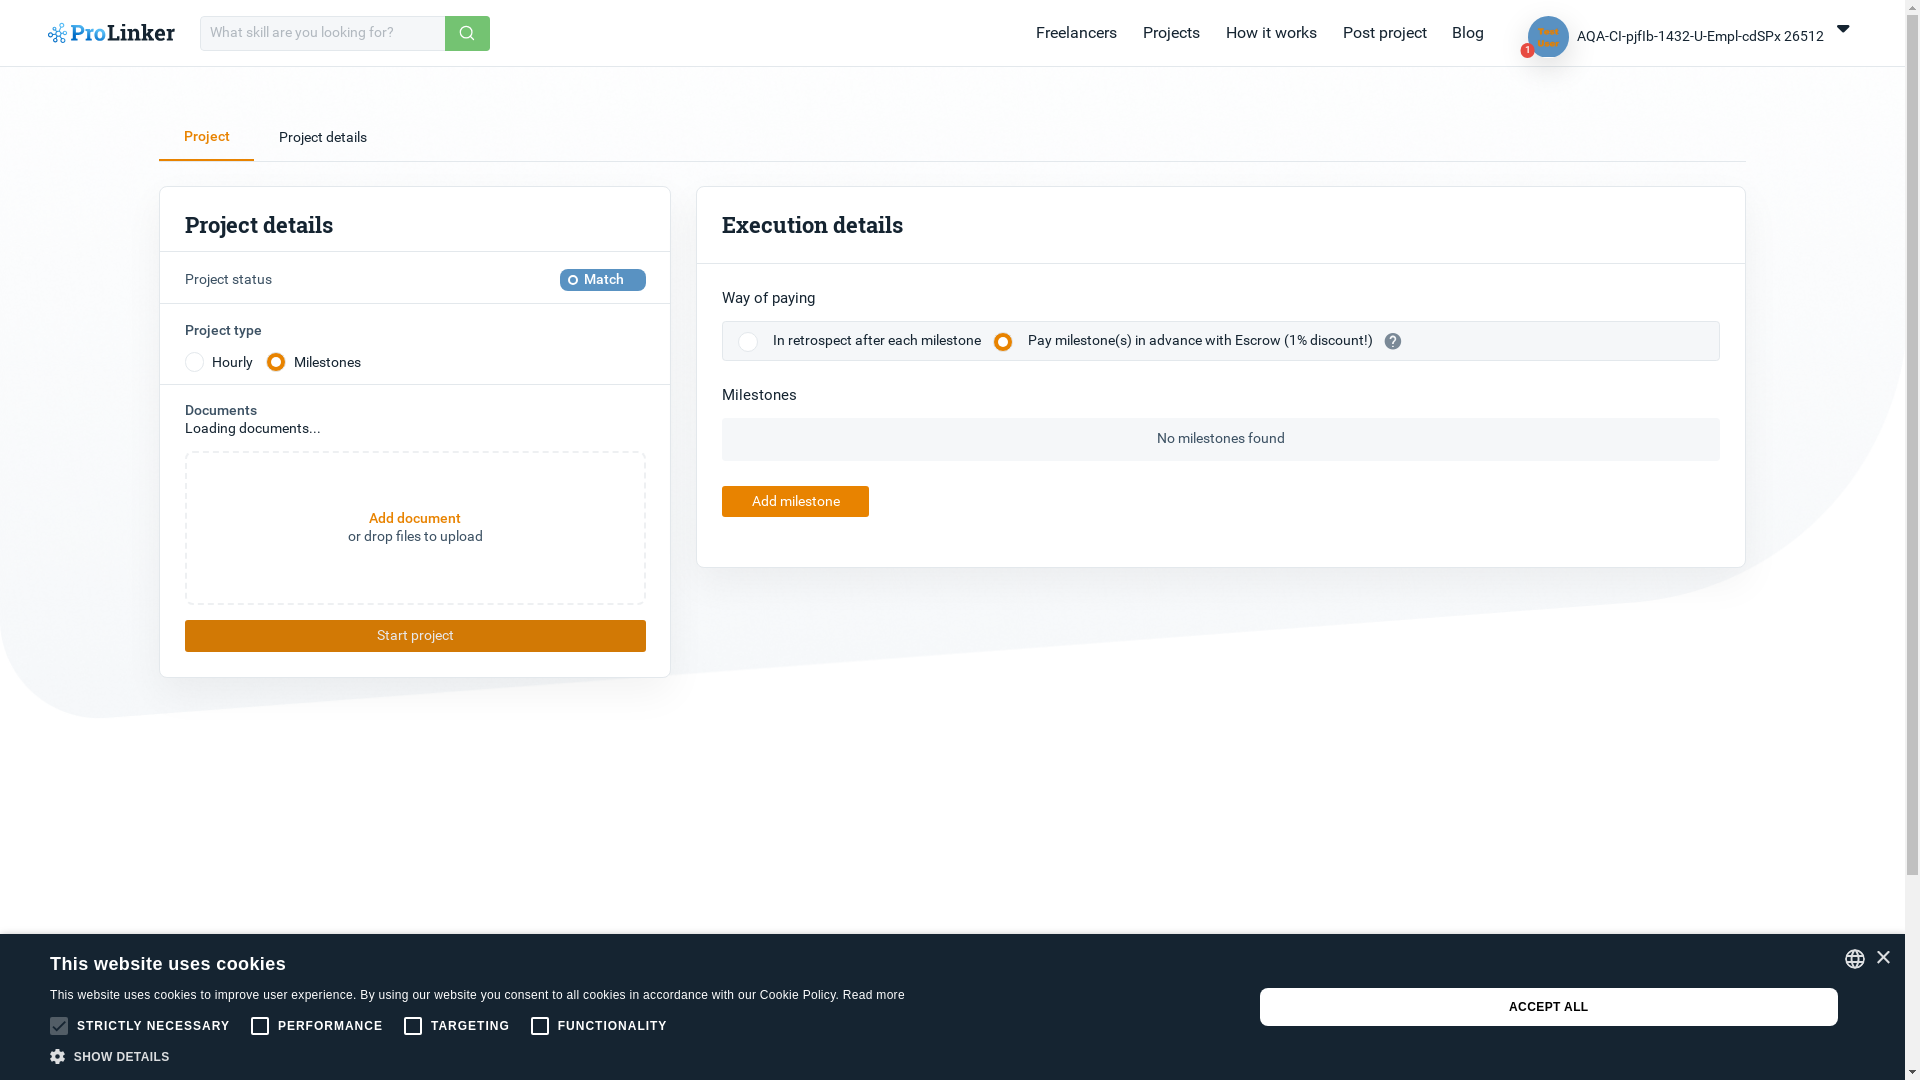 ProLinker
What skill are you looking for?
Freelancers
Projects
How it works
Post project
Blog
Test
User
1
AQA-CI-pjfIb-1432-U-Empl-cdSPx 26512
Project
Project details
Project details
Project status
Match
Project type
Hourly
Milestones
Documents
Loading documents...
Add document
or drop files to upload
Start project
Execution details
Way of paying
In retrospect after each milestone
Pay milestone(s) in advance with Escrow (1% discount!)
?
Milestones
No milestones found
Add milestone
This website uses cookies
This website uses cookies to improve user experience. By using our website you consent to all cookies in accordance with our Cookie Policy. Read more
STRICTLY NECESSARY
PERFORMANCE
TARGETING
FUNCTIONALITY
SHOW DETAILS
ACCEPT ALL
×